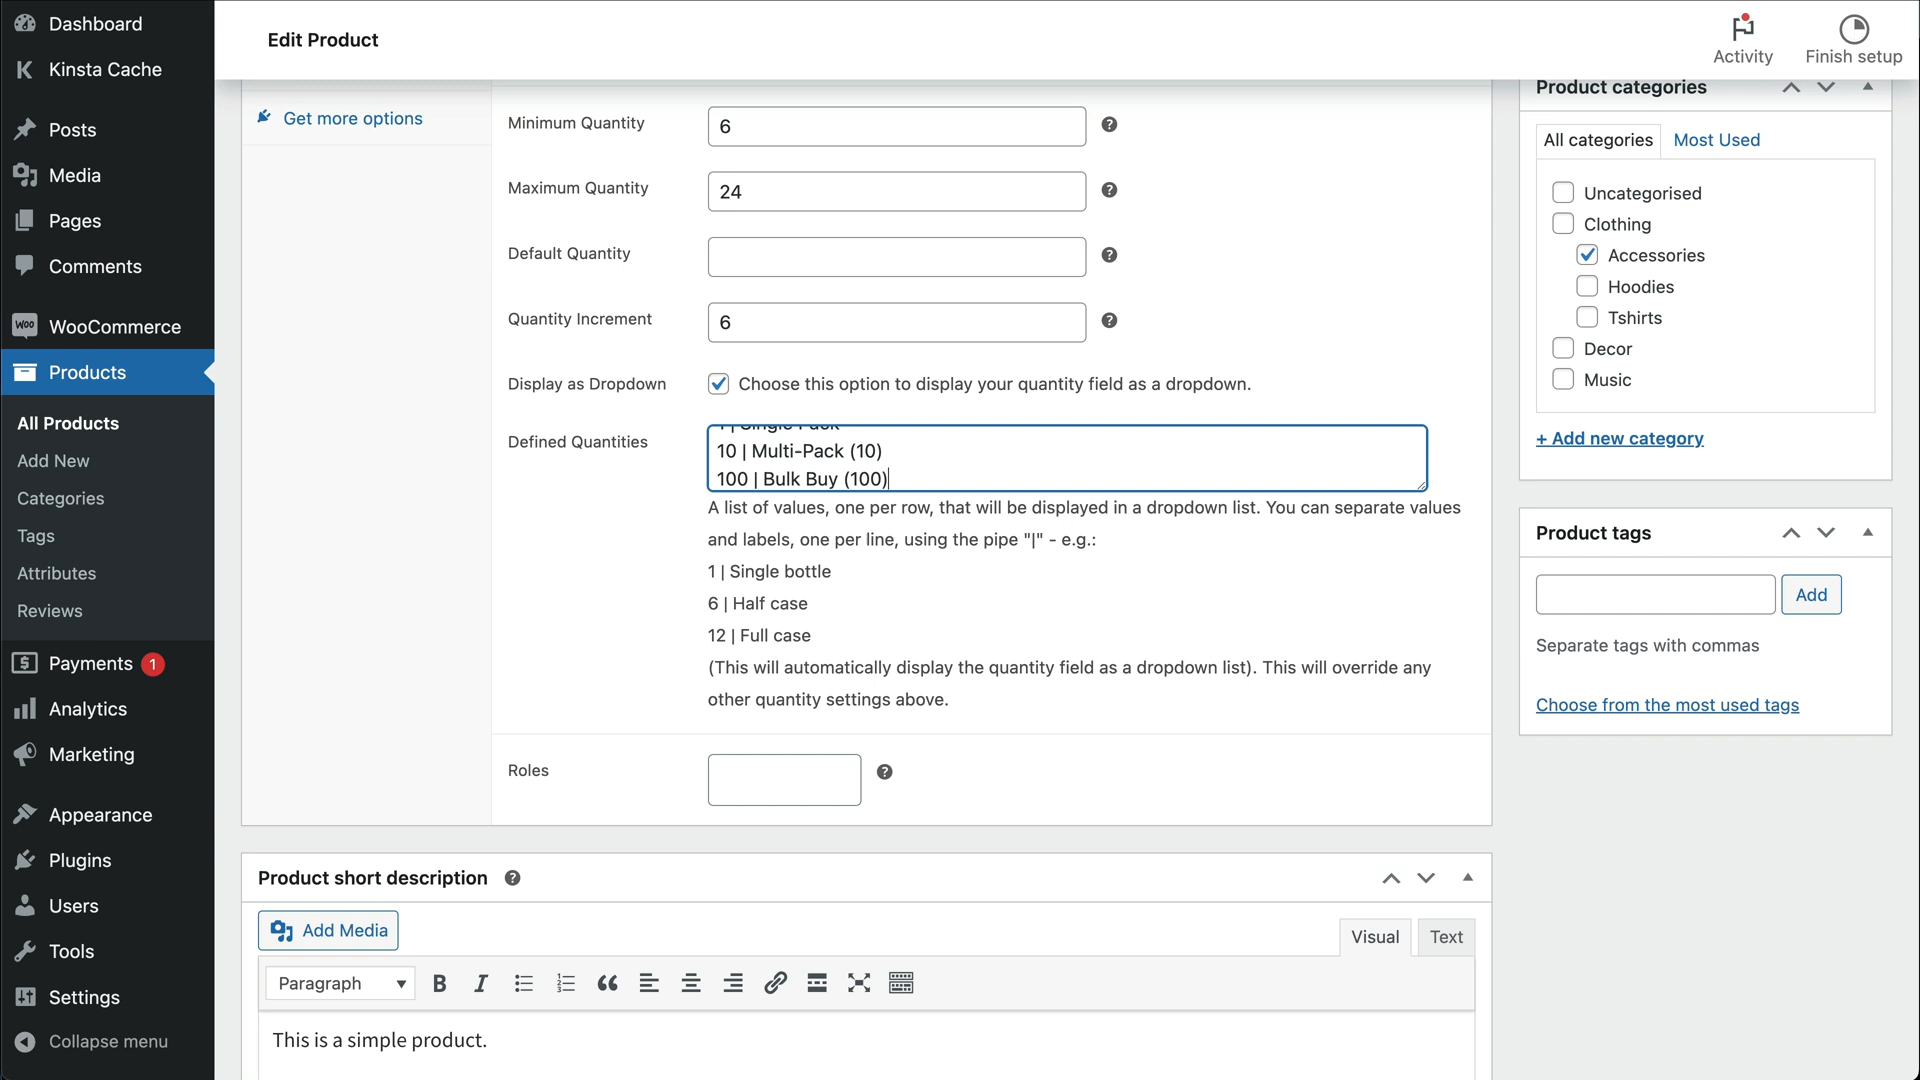 Dashboard
Kinsta Cache
Posts
Media
Pages
Comments
WooCommerce
Products
All Products
Add New
Categories
Tags
Attributes
Reviews
Payments 1
Analytics
Marketing
Appearance
Plugins
Users
Tools
Settings
Collapse menu
Edit Product
Activity
Finish setup
Get more options
Minimum Quantity 6
Maximum Quantity 24
Default Quantity
Quantity Increment 6
Display as Dropdown Choose this option to display your quantity field as a dropdown.
Defined Quantities
1 | Single Pack
10 | Multi-Pack (10)
100 | Bulk Buy (100)
A list of values, one per row, that will be displayed in a dropdown list. You can separate values
and labels, one per line, using the pipe "|" - e.g.:
1 | Single bottle
6 | Half case
12 | Full case
(This will automatically display the quantity field as a dropdown list). This will override any
other quantity settings above.
Roles
Product short description
Add Media
Visual Text
Paragraph
This is a simple product.
Product categories
All categories Most Used
Uncategorised
Clothing
Accessories
Hoodies
Tshirts
Decor
Music
+ Add new category
Product tags
Add
Separate tags with commas
Choose from the most used tags